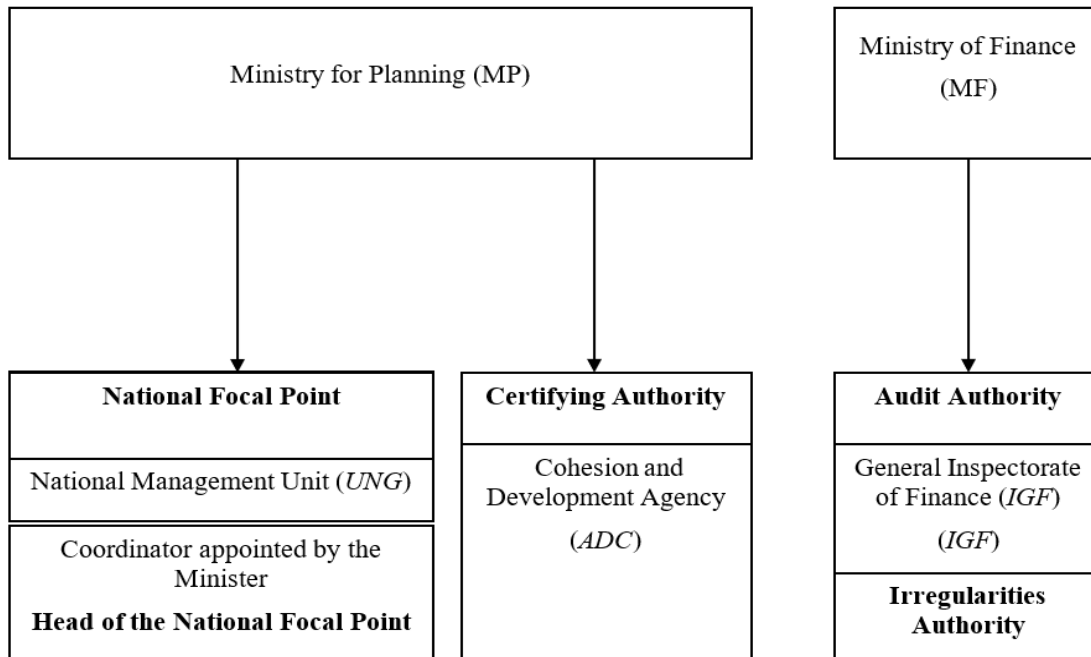 Ministry for Planning (MP)
Ministry of Finance
(MF)
National Focal Point
National Management Unit (UNG)
Coordinator appointed by the
Minister
Head of the National Focal Point
Certifying Authority
Cohesion and
Development Agency
(ADC)
Audit Authority
General Inspectorate
of Finance (IGF)
(IGF)
Irregularities
Authority